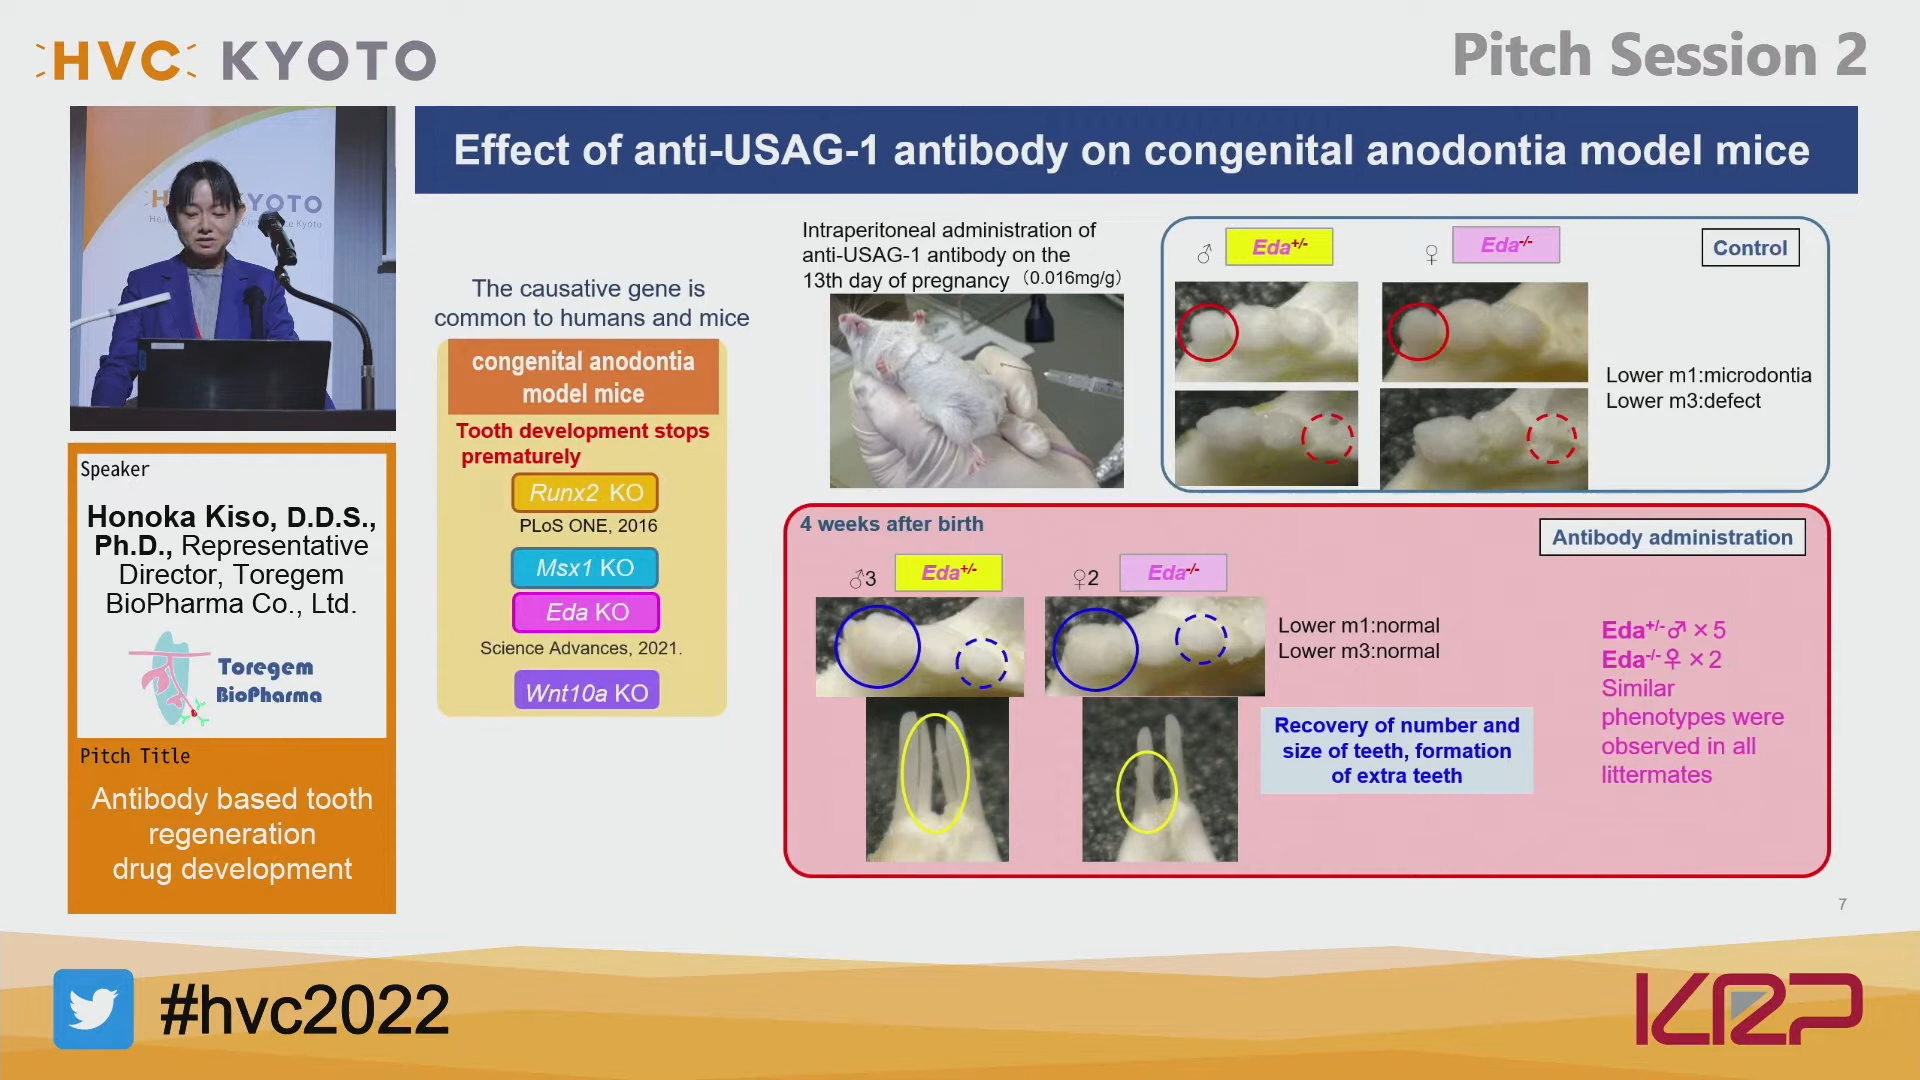 HVC KYOTO
Pitch Session 2
Effect of anti-USAG-1 antibody on congenital anodontia model mice
Speaker
Honoka Kiso, D.D.S.,
Ph.D., Representative
Director, Toregem
BioPharma Co., Ltd.
Toregem
BioPharma
Pitch Title
Antibody based tooth
regeneration
drug development
The causative gene is
common to humans and mice
congenital anodontia
model mice
Tooth development stops
prematurely
Runx2 KO
PLoS ONE, 2016
Msx1 KO
Eda KO
Science Advances, 2021.
Wnt10a KO
Intraperitoneal administration of
anti-USAG-1 antibody on the
13th day of pregnancy（0.016mg/g）
♂ Eda+/-
♀ Eda-/-
Control
Lower m1:microdontia
Lower m3:defect
4 weeks after birth
Antibody administration
♂3 Eda+/-
♀2 Eda-/-
Lower m1:normal
Lower m3:normal
Recovery of number and
size of teeth, formation
of extra teeth
Eda+/-♂ ×5
Eda-/-♀ ×2
Similar
phenotypes were
observed in all
littermates
7
#hvc2022
KRP